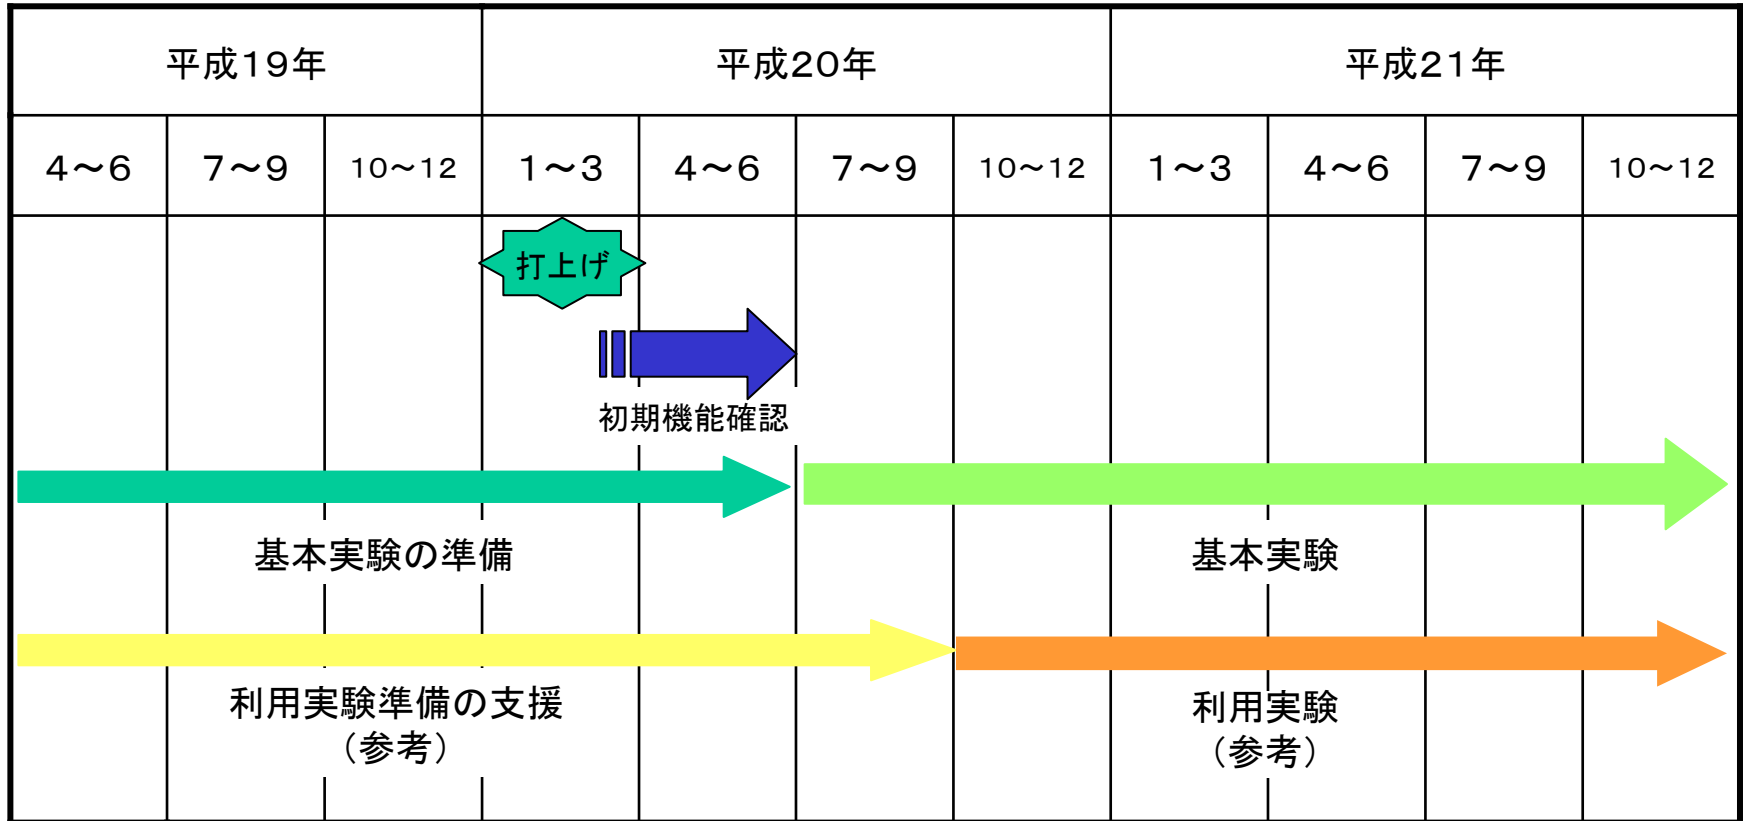 平成19年 平成20年 平成21年
4～6 7～9 10～12 1～3 4～6 7～9 10～12 1～3 4～6 7～9 10～12
打上げ
初期機能確認
基本実験の準備 基本実験
利用実験準備の支援 利用実験
（参考） （参考）